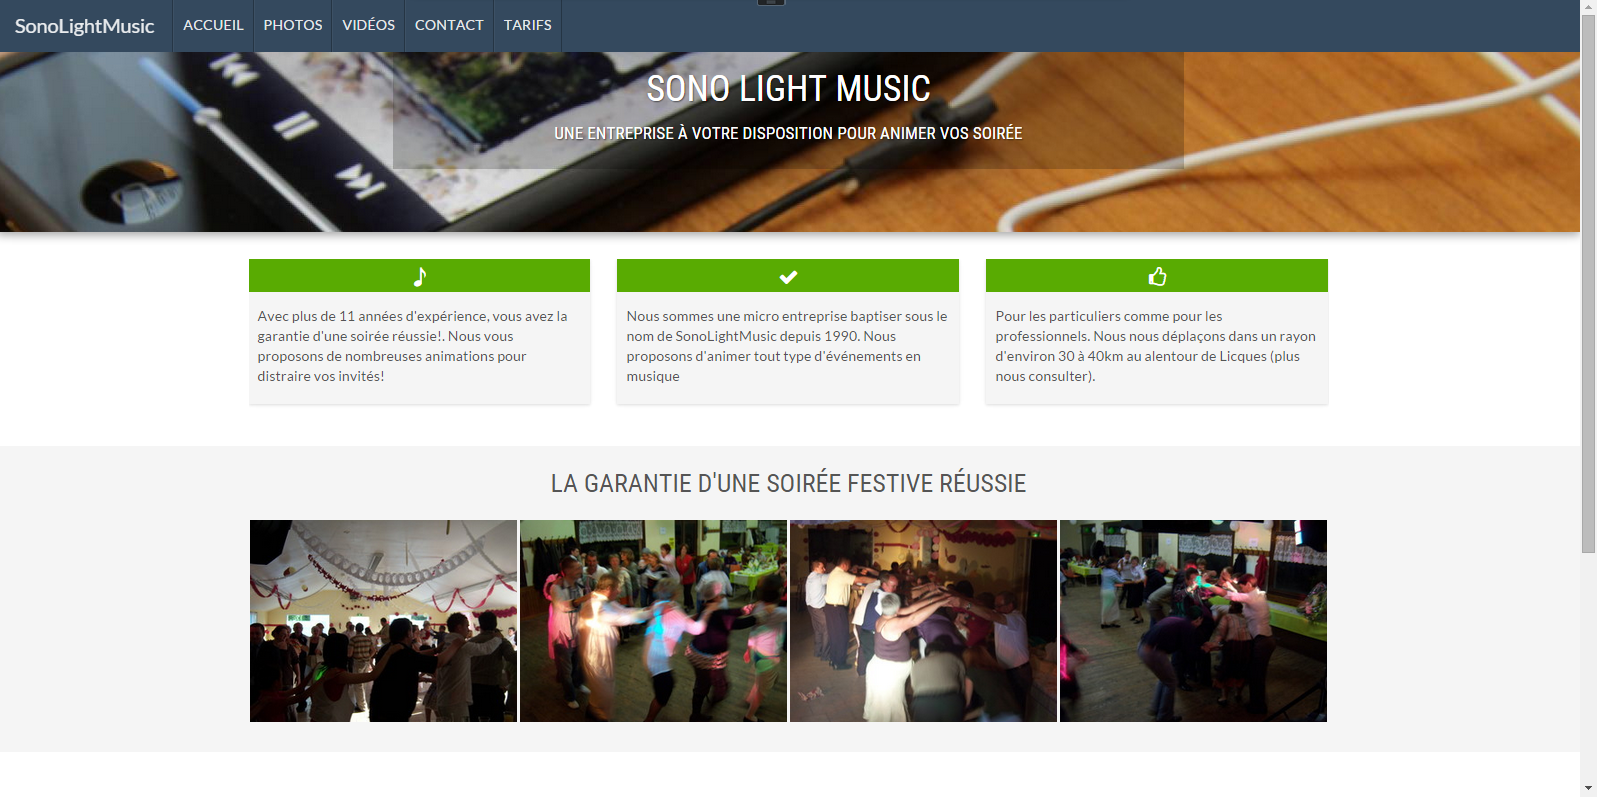 SonoLightMusic ACCUEIL PHOTOS VIDÉOS CONTACT TARIFS
SONO LIGHT MUSIC
UNE ENTREPRISE À VOTRE DISPOSITION POUR ANIMER VOS SOIRÉE
Avec plus de 11 années d'expérience, vous avez la
garantie d'une soirée réussie!. Nous vous
proposons de nombreuses animations pour
distraire vos invités!
Nous sommes une micro entreprise baptiser sous le
nom de SonoLightMusic depuis 1990. Nous
proposons d'animer tout type d'événements en
musique
Pour les particuliers comme pour les
professionnels. Nous nous déplaçons dans un rayon
d'environ 30 à 40km au alentour de Licques (plus
nous consulter).
LA GARANTIE D'UNE SOIRÉE FESTIVE RÉUSSIE